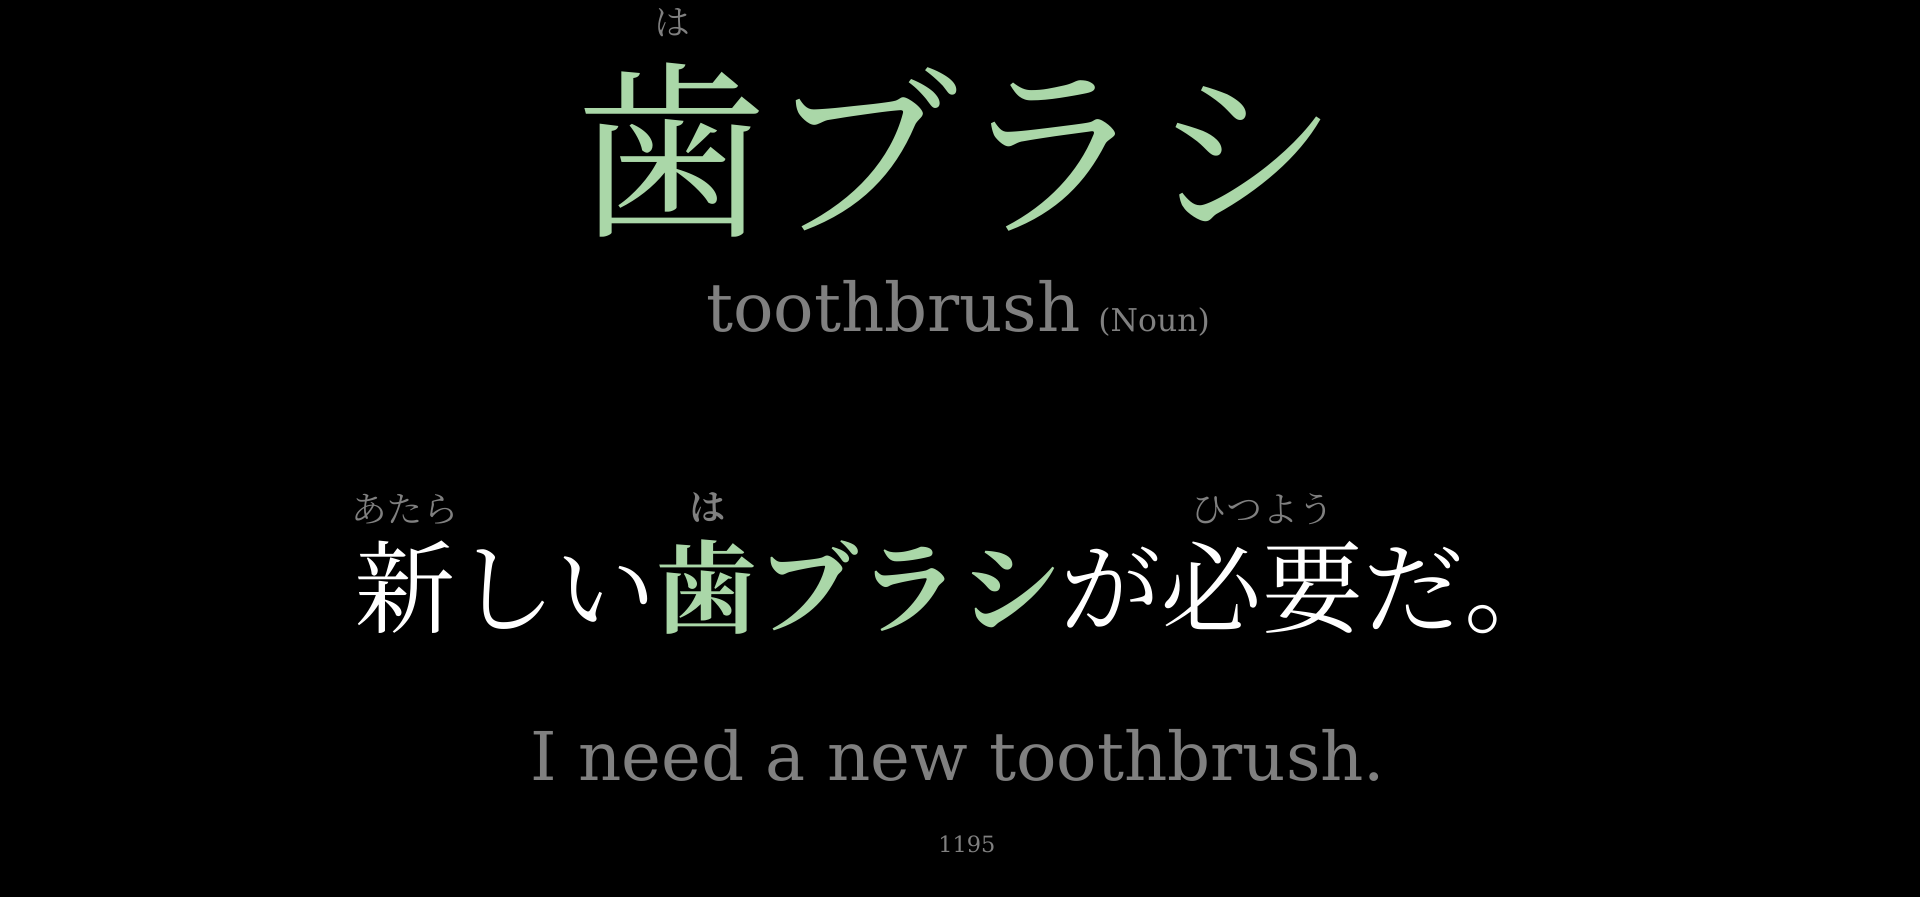 は
歯ブラシ
toothbrush (Noun)
あたら は ひつよう
新しい歯ブラシが必要だ。
I need a new toothbrush.
1195